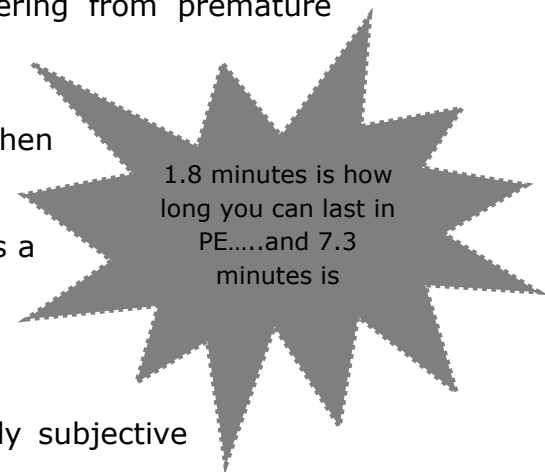 ering from premature
hen
1.8 minutes is how
long you can last in
PE.....and 7.3
minutes is
s a
ly subjective